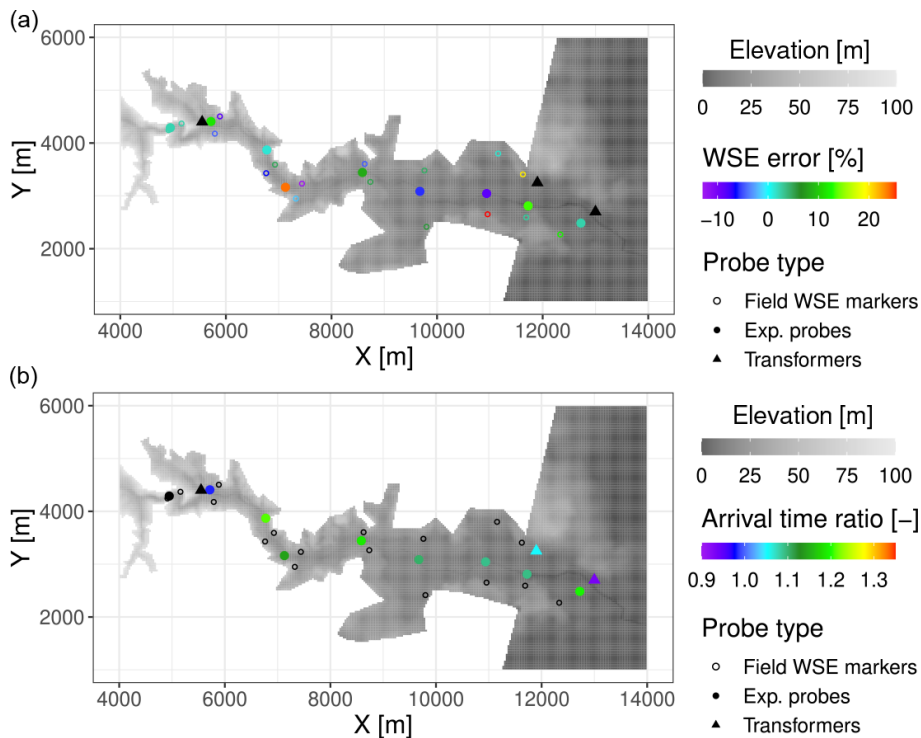 (a)
6000
4000
2000
Y [m]
4000 6000 8000 10000 12000 14000
X [m]
Elevation [m]
0 25 50 75 100
WSE error [%]
−10 0 10 20
Probe type
Field WSE markers
Exp. probes
Transformers
(b)
6000
4000
2000
Y [m]
4000 6000 8000 10000 12000 14000
X [m]
Elevation [m]
0 25 50 75 100
Arrival time ratio [−]
0.9 1.0 1.1 1.2 1.3
Probe type
Field WSE markers
Exp. probes
Transformers